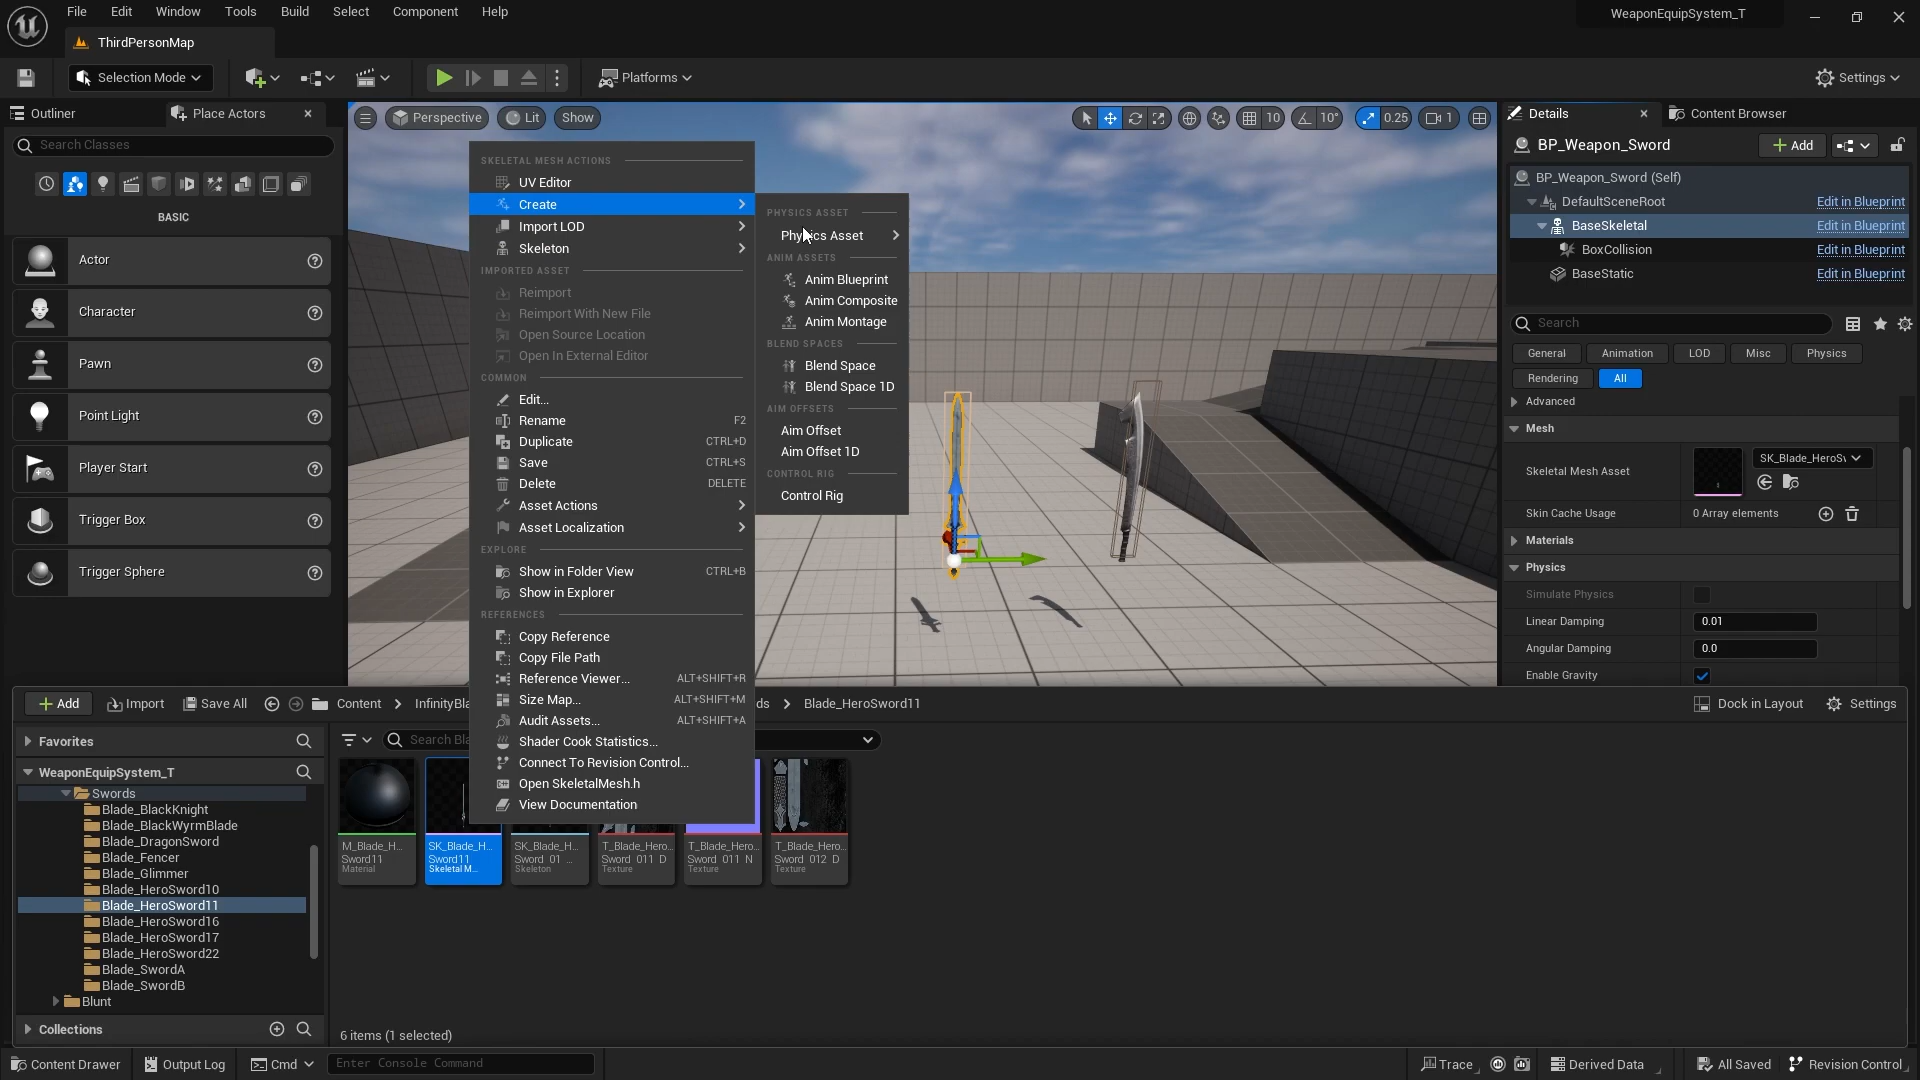 File Edit Window Tools Build Select Component Help
WeaponEquipSystem_T
ThirdPersonMap
Selection Mode
Platforms
Settings
Outliner
Place Actors
Search Classes
BASIC
Actor
Character
Pawn
Point Light
Player Start
Trigger Box
Trigger Sphere
Perspective
Lit
Show
10
10°
0.25
1
SKELETAL MESH ACTIONS
UV Editor
Create
Import LOD
Skeleton
IMPORTED ASSET
Reimport
Reimport With New File
Open Source Location
Open In External Editor
COMMON
Edit...
Rename F2
Duplicate CTRL+D
Save CTRL+S
Delete DELETE
Asset Actions
Asset Localization
EXPLORE
Show in Folder View CTRL+B
Show in Explorer
REFERENCES
Copy Reference
Copy File Path
Reference Viewer... ALT+SHIFT+R
Size Map... ALT+SHIFT+M
Audit Assets... ALT+SHIFT+A
Shader Cook Statistics...
Connect To Revision Control...
Open SkeletalMesh.h
View Documentation
PHYSICS ASSET
Physics Asset
ANIM ASSETS
Anim Blueprint
Anim Composite
Anim Montage
BLEND SPACES
Blend Space
Blend Space 1D
AIM OFFSETS
Aim Offset
Aim Offset 1D
CONTROL RIG
Control Rig
Details
Content Browser
BP_Weapon_Sword
Add
BP_Weapon_Sword (Self)
DefaultSceneRoot Edit in Blueprint
BaseSkeletal Edit in Blueprint
BoxCollision Edit in Blueprint
BaseStatic Edit in Blueprint
Search
General Animation LOD Misc Physics
Rendering All
Advanced
Mesh
Skeletal Mesh Asset
SK_Blade_HeroS
Skin Cache Usage 0 Array elements
Materials
Physics
Simulate Physics
Linear Damping 0.01
Angular Damping 0.0
Enable Gravity
Add Import Save All Content InfinityBla ds Blade_HeroSword11
Dock in Layout Settings
Favorites
WeaponEquipSystem_T
Swords
Blade_BlackKnight
Blade_BlackWyrmBlade
Blade_DragonSword
Blade_Fencer
Blade_Glimmer
Blade_HeroSword10
Blade_HeroSword11
Blade_HeroSword16
Blade_HeroSword17
Blade_HeroSword22
Blade_SwordA
Blade_SwordB
Blunt
Collections
Search Bla
M_Blade_H...
Sword11
Material
SK_Blade_H...
Sword11
Skeletal M...
SK_Blade_H...
Sword_01_...
Skeleton
T_Blade_Hero...
Sword_011_D
Texture
T_Blade_Hero...
Sword_011_N
Texture
T_Blade_Hero...
Sword_012_D
Texture
6 items (1 selected)
Content Drawer Output Log Cmd Enter Console Command
Trace Derived Data All Saved Revision Control